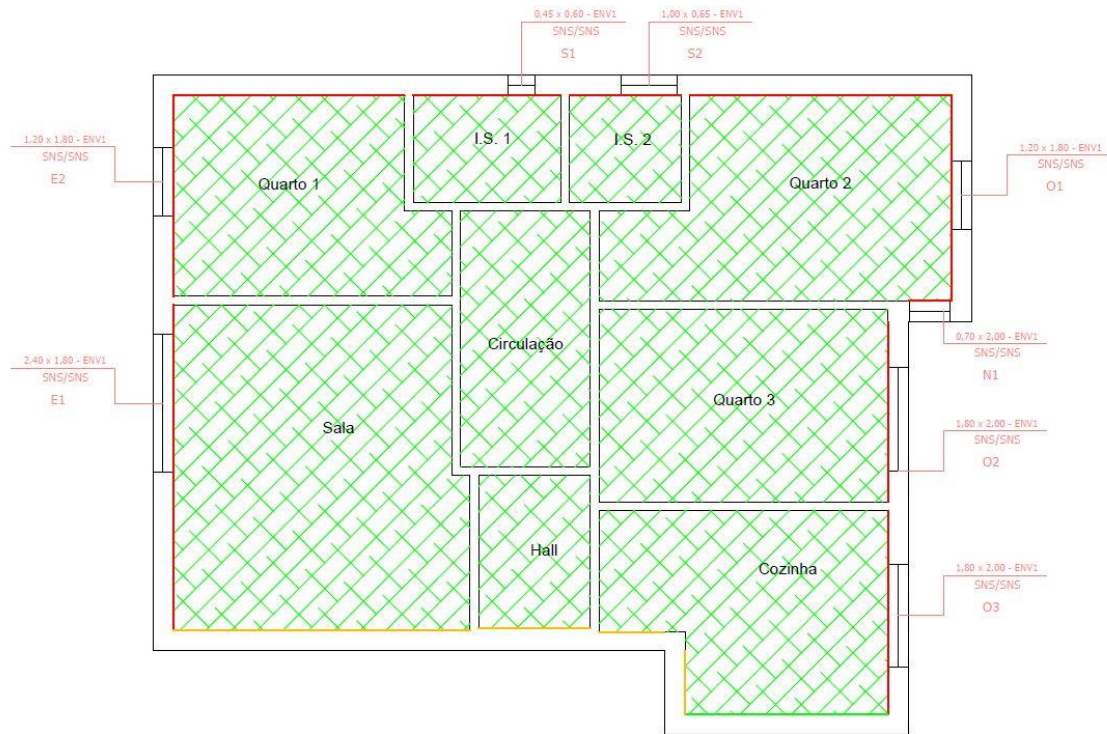 0,45 x 0,60 - ENV1
SNS/SNS
S1
1,00 x 0,65 - ENV1
SNS/SNS
S2
1,20 x 1,80 - ENV1
SNS/SNS
E2
I.S. 1
I.S. 2
Quarto 1
Quarto 2
1,20 x 1,80 - ENV1
SNS/SNS
O1
2,40 x 1,80 - ENV1
SNS/SNS
E1
Circulação
0,70 x 2,00 - ENV1
SNS/SNS
N1
Sala
Quarto 3
1,80 x 2,00 - ENV1
SNS/SNS
O2
Hall
Cozinha
1,80 x 2,00 - ENV1
SNS/SNS
O3